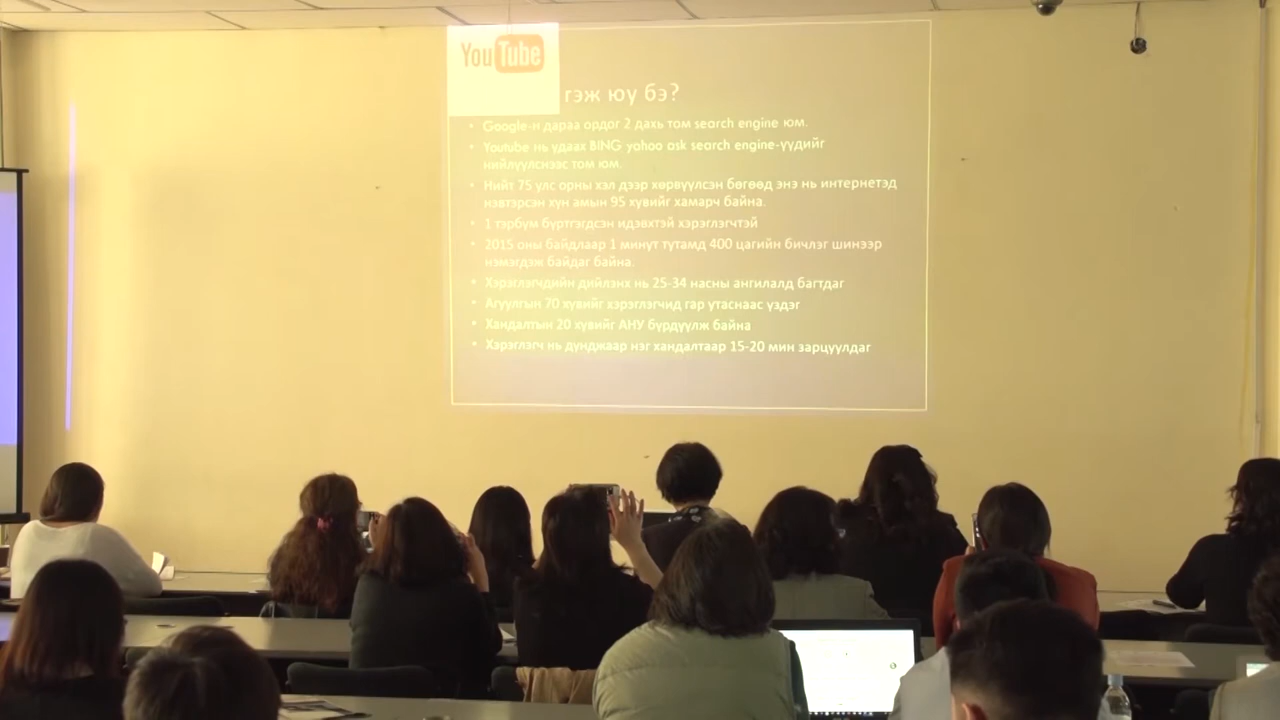 YouTube
гэж юу бэ?
• Google-н дараа ордог 2 дахь том search engine юм.
• Youtube нь удаах BING yahoo ask search engine-үүдийг
нийлүүлснээс том юм.
• Нийт 75 улс орны хэл дээр хөрвүүлсэн бөгөөд энэ нь интернетэд
нэвтэрсэн хүн амын 95 хувийг хамарч байна.
• 1 тэрбум бүртгэгдсэн идэвхтэй хэрэглэгчтэй
• 2015 оны байдлаар 1 минут тутамд 400 цагийн бичлэг шинээр
нэмэгдэж байдаг байна.
• Хэрэглэгчдийн дийлэнх нь 25-34 насны ангилалд багтдаг
• Агуулгын 70 хувийг хэрэглэгчид гар утаснаас үздэг
• Хандалтын 20 хувийг АНУ бүрдүүлж байна
• Хэрэглэгч нь дунджаар нэг хандалтаар 15-20 мин зарцуулдаг